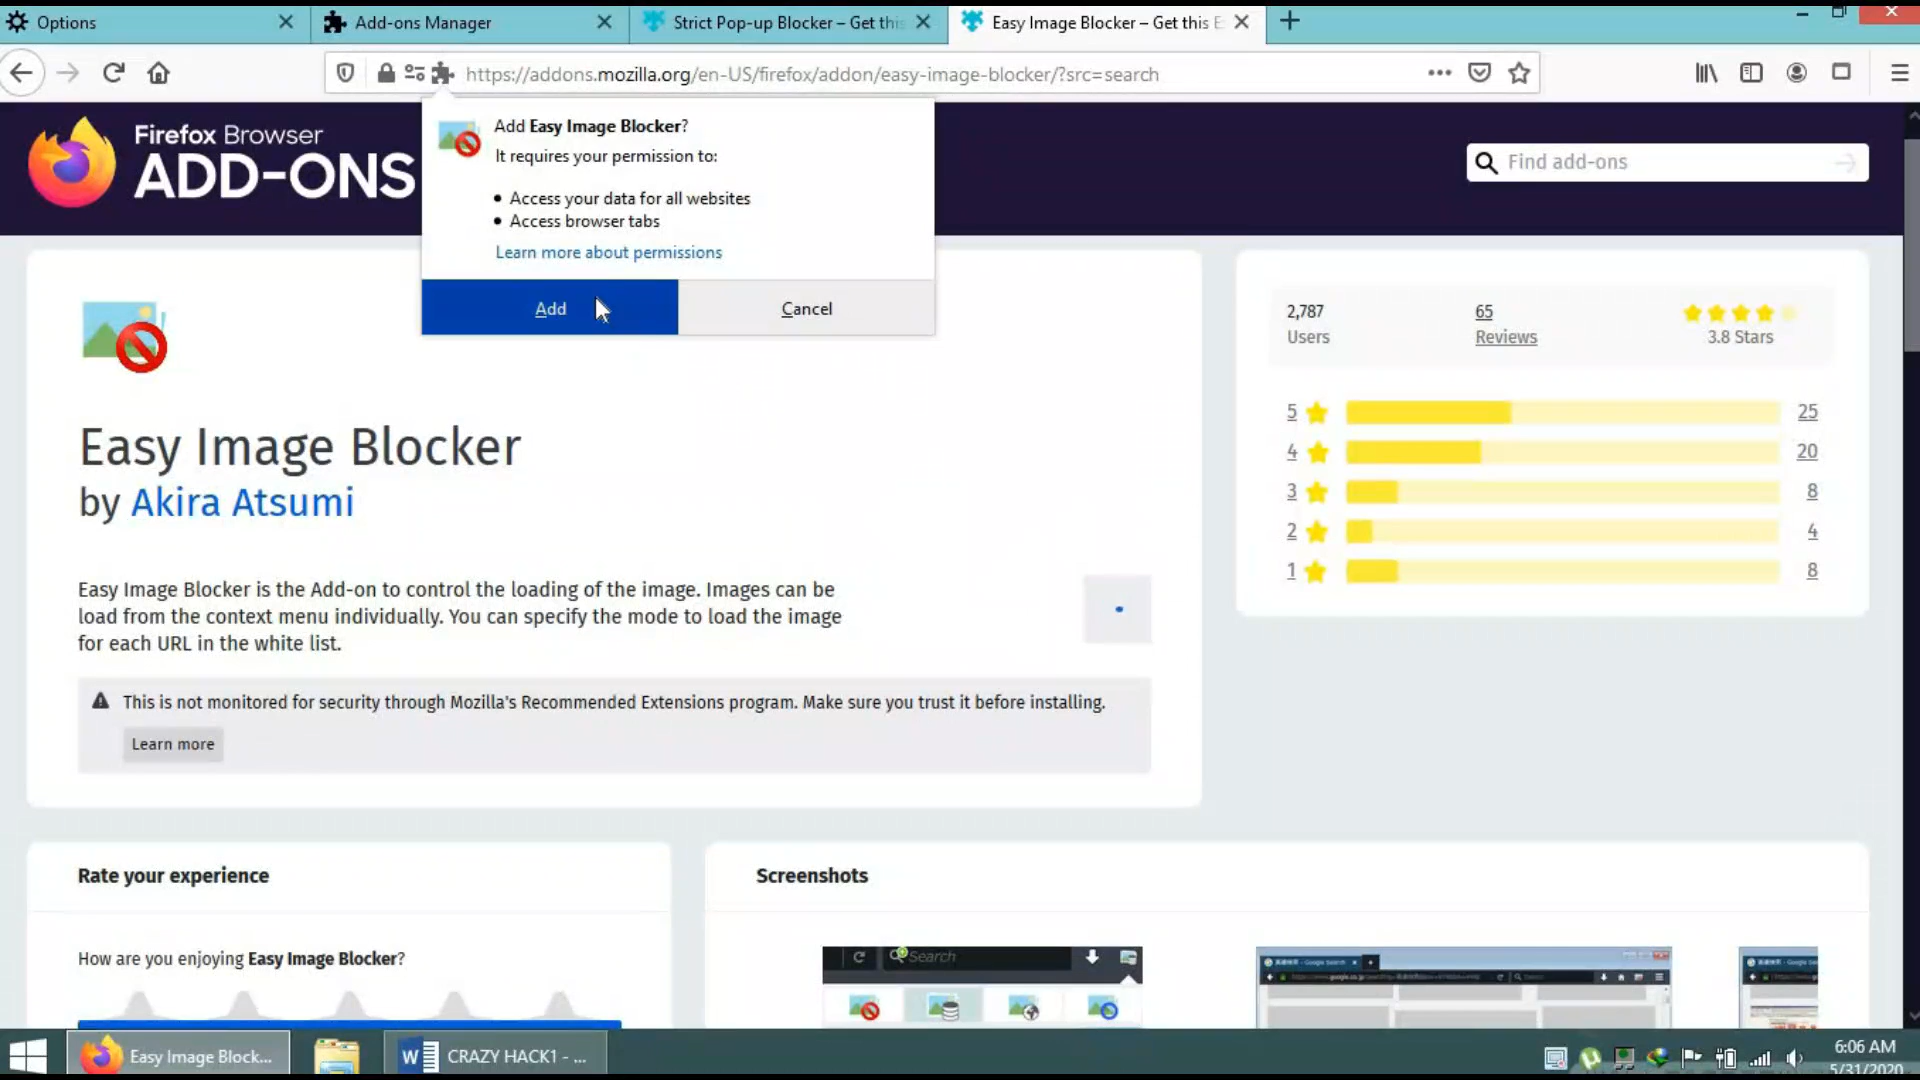 Options
Add-ons Manager
Strict Pop-up Blocker – Get this
Easy Image Blocker – Get this E
https://addons.mozilla.org/en-US/firefox/addon/easy-image-blocker/?src=search
Firefox Browser
ADD-ONS
Find add-ons
Add Easy Image Blocker?
It requires your permission to:
• Access your data for all websites
• Access browser tabs
Learn more about permissions
Add
Cancel
2,787
Users
65
Reviews
3.8 Stars
5 25
4 20
3 8
2 4
1 8
Easy Image Blocker
by Akira Atsumi
Easy Image Blocker is the Add-on to control the loading of the image. Images can be
load from the context menu individually. You can specify the mode to load the image
for each URL in the white list.
This is not monitored for security through Mozilla's Recommended Extensions program. Make sure you trust it before installing.
Learn more
Rate your experience
How are you enjoying Easy Image Blocker?
Screenshots
Search
Easy Image Block...
CRAZY HACK1 - ...
6:06 AM
5/31/2020